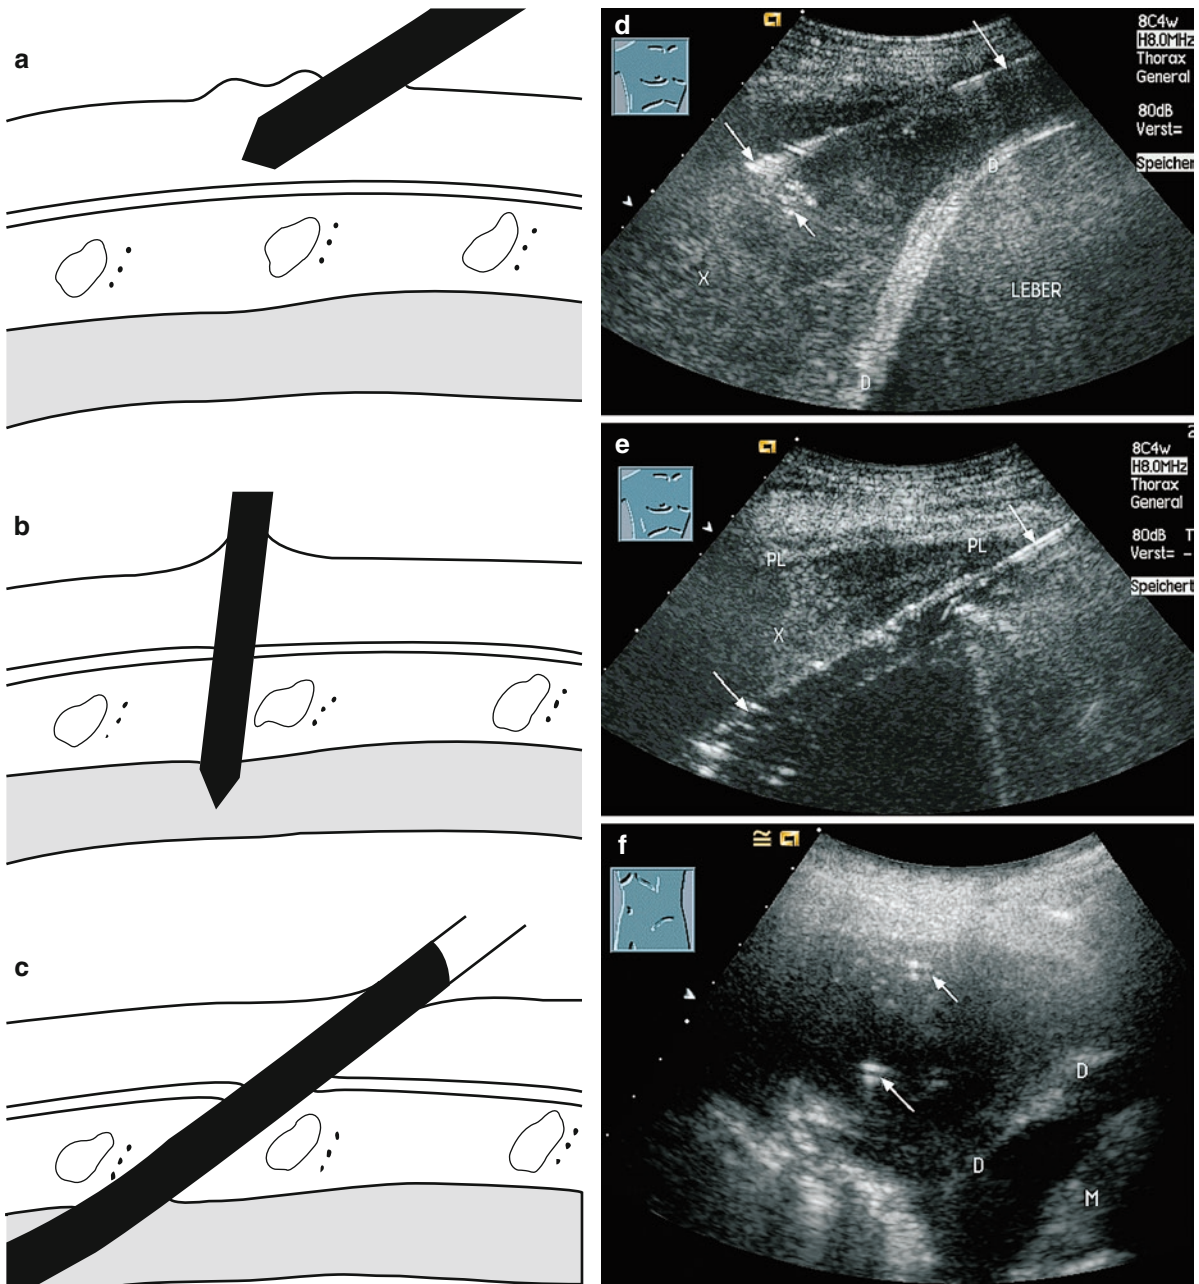 a
b
c
d
8C4w
H8.0MHz
Thorax
General
80dB
Verst=
Speicher
D
X
LEBER
D
e
2
8C4w
H8.0MHz
Thorax
General
80dB T
Verst= –
Speichert
PL
PL
X
f
D
D
M